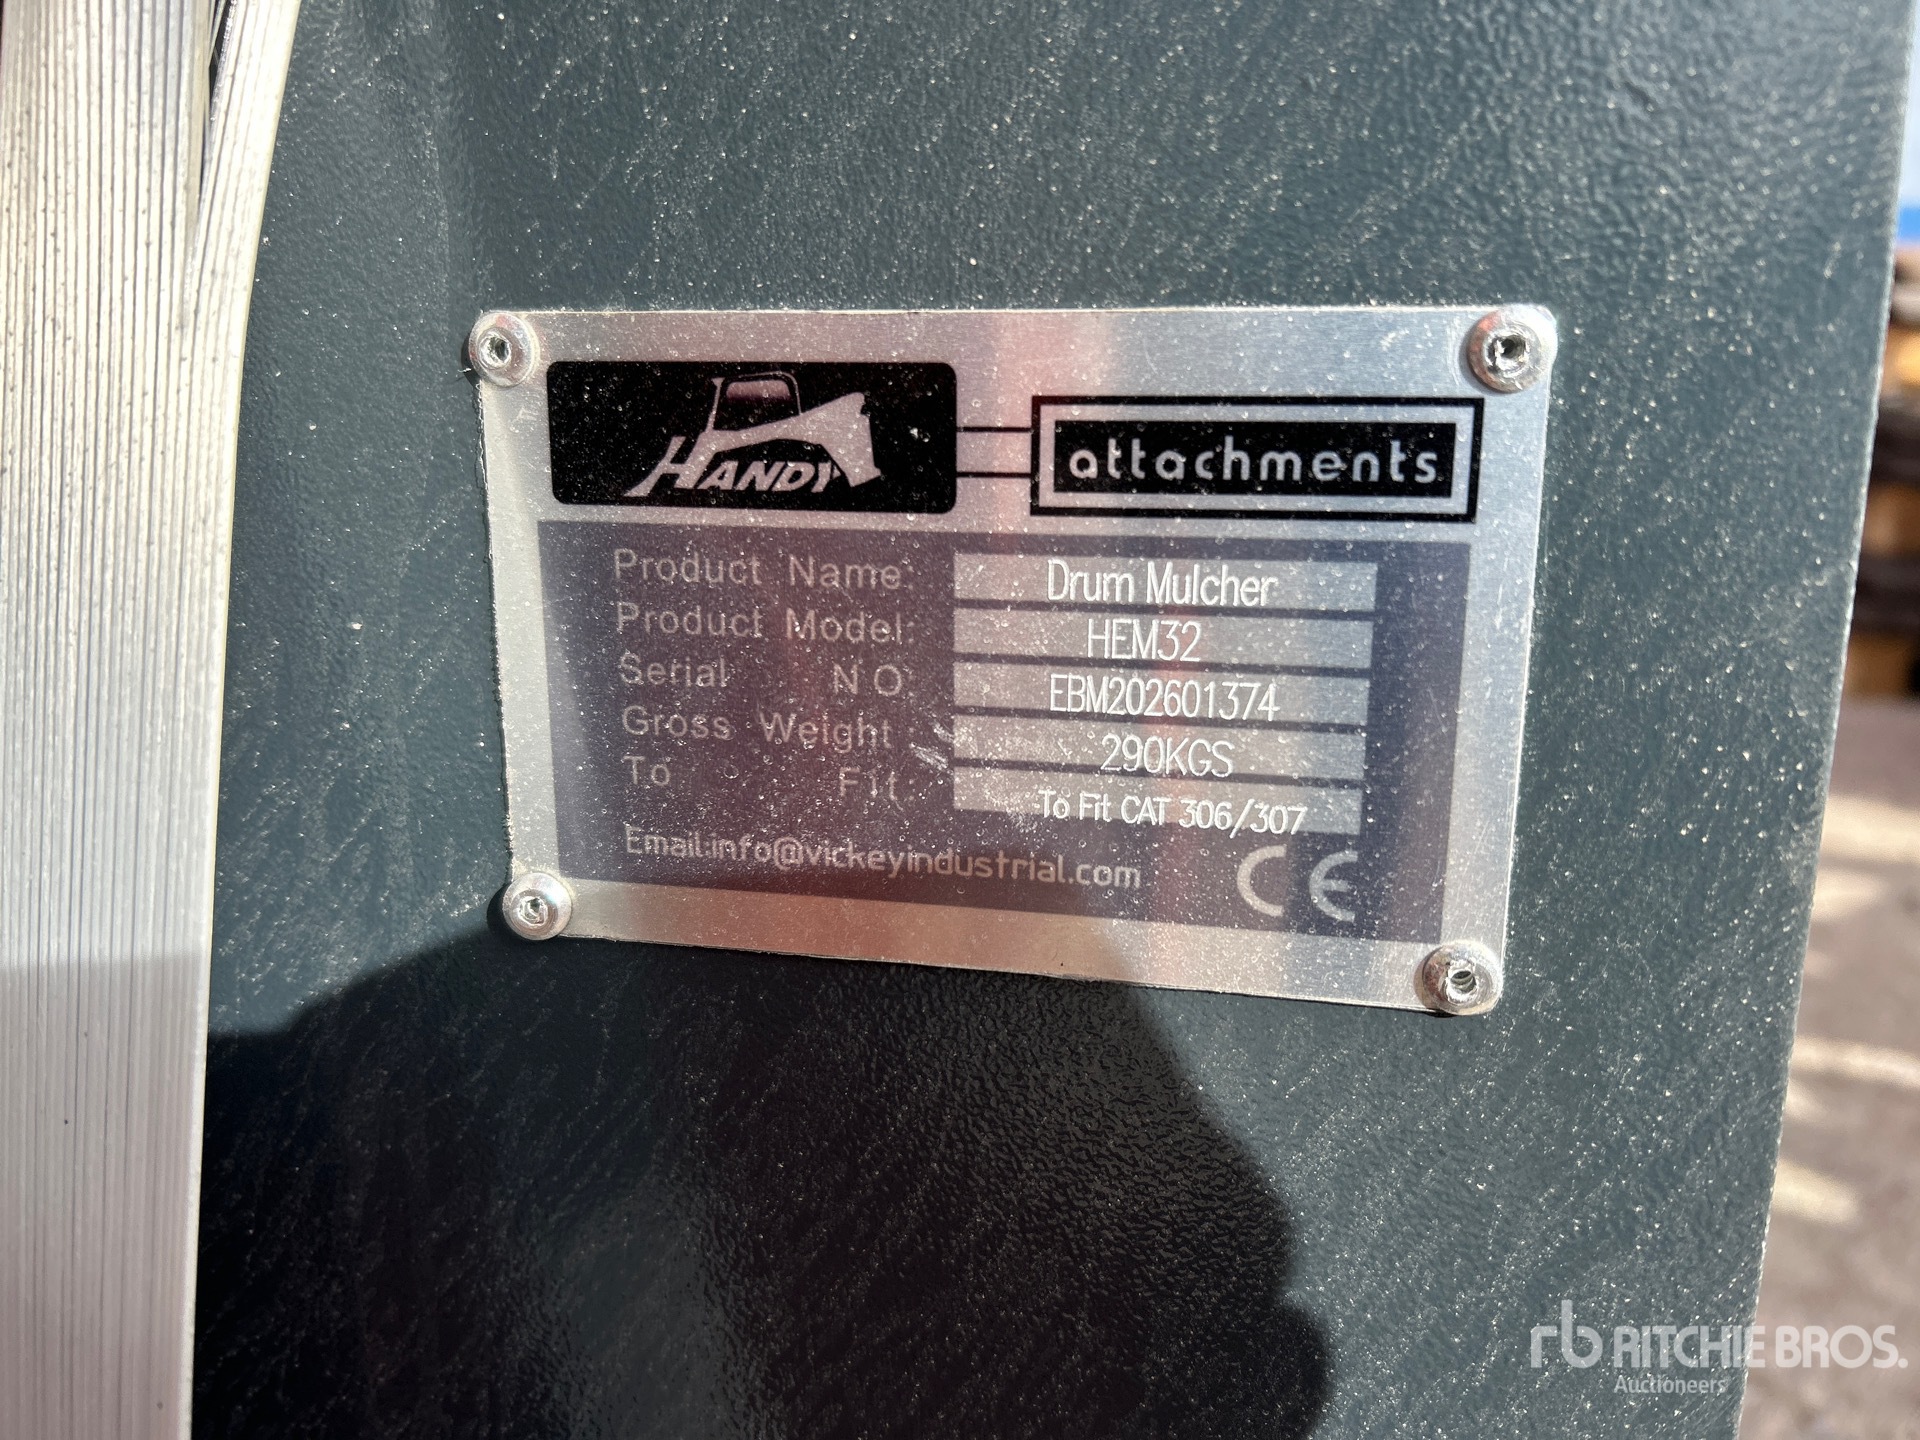 HANDY
attachments
Product Name: Drum Mulcher
Product Model: HEM32
Serial NO: EBM202601374
Gross Weight: 290KGS
To Fit: To Fit CAT 306/307
Email:info@vickeyindustrial.com CE
rb RITCHIE BROS.
Auctioneers